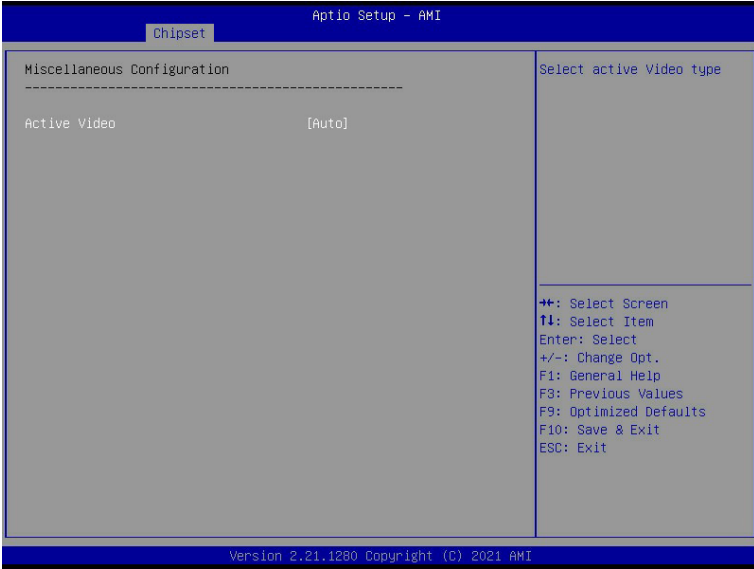 Aptio Setup – AMI
Chipset
Miscellaneous Configuration
--------------------------------------------------
Active Video [Auto]
Select active Video type
→←: Select Screen
↑↓: Select Item
Enter: Select
+/-: Change Opt.
F1: General Help
F3: Previous Values
F9: Optimized Defaults
F10: Save & Exit
ESC: Exit
Version 2.21.1280 Copyright (C) 2021 AMI